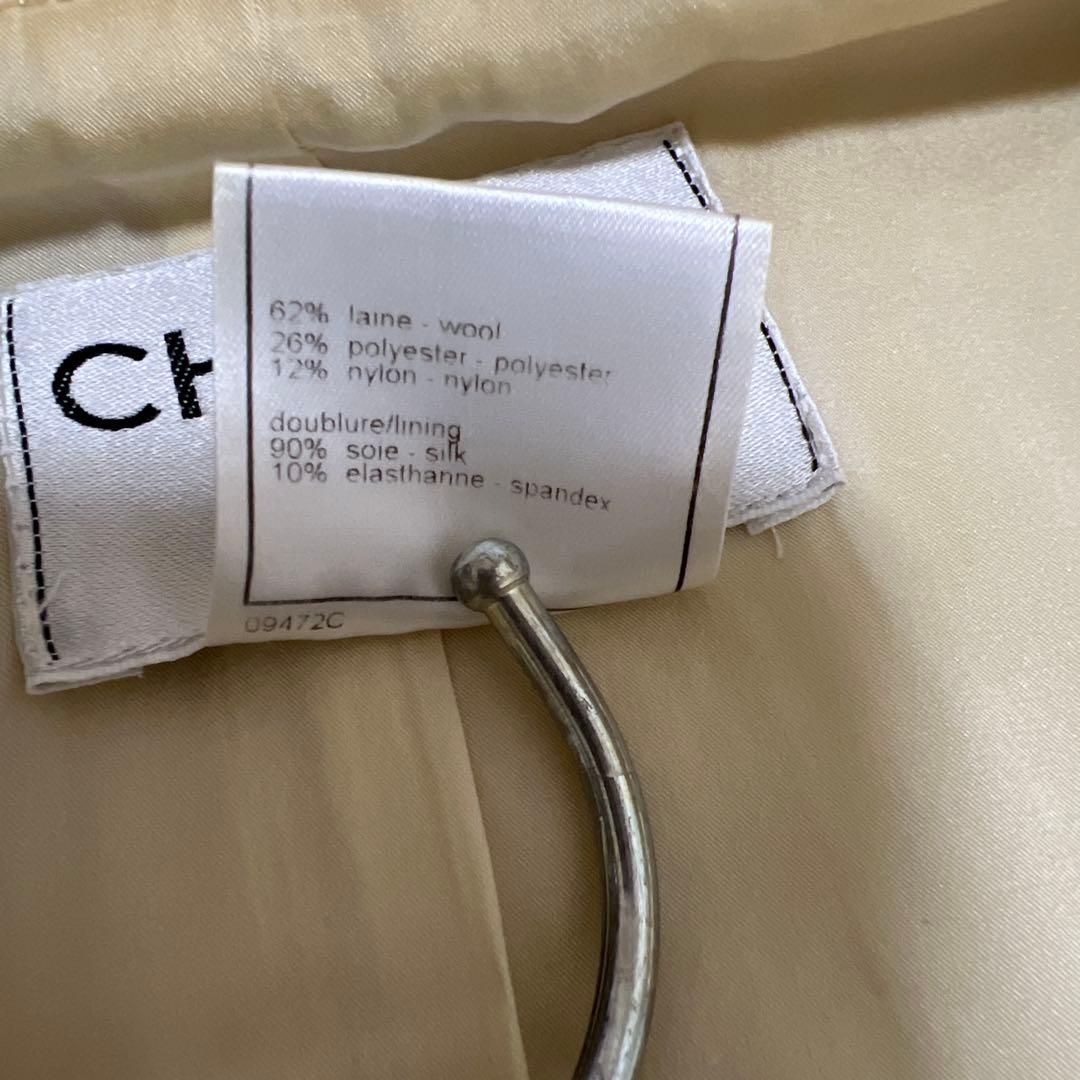 CH
62% laine - wool
26% polyester - polyester
12% nylon - nylon
doublure/lining
90% soie - silk
10% elasthanne - spandex
09472C